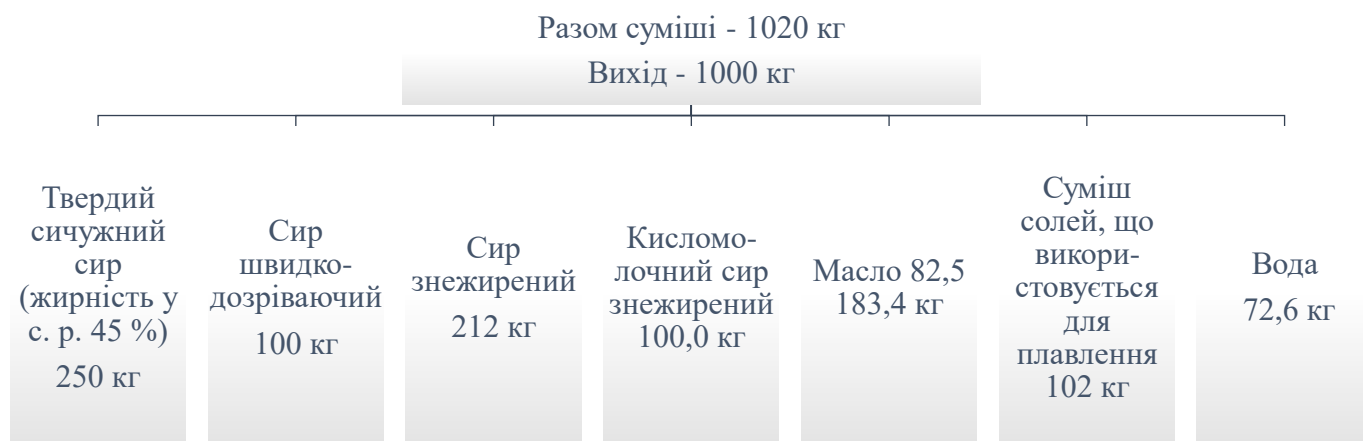 Разом суміші - 1020 кг
Вихід - 1000 кг
Твердий
сичужний
сир
(жирність у
с. р. 45 %)
250 кг
Сир
швидко-
дозріваючий
100 кг
Сир
знежирений
212 кг
Кисломо-
лочний сир
знежирений
100,0 кг
Масло 82,5
183,4 кг
Суміш
солей, що
викори-
стовується
для
плавлення
102 кг
Вода
72,6 кг